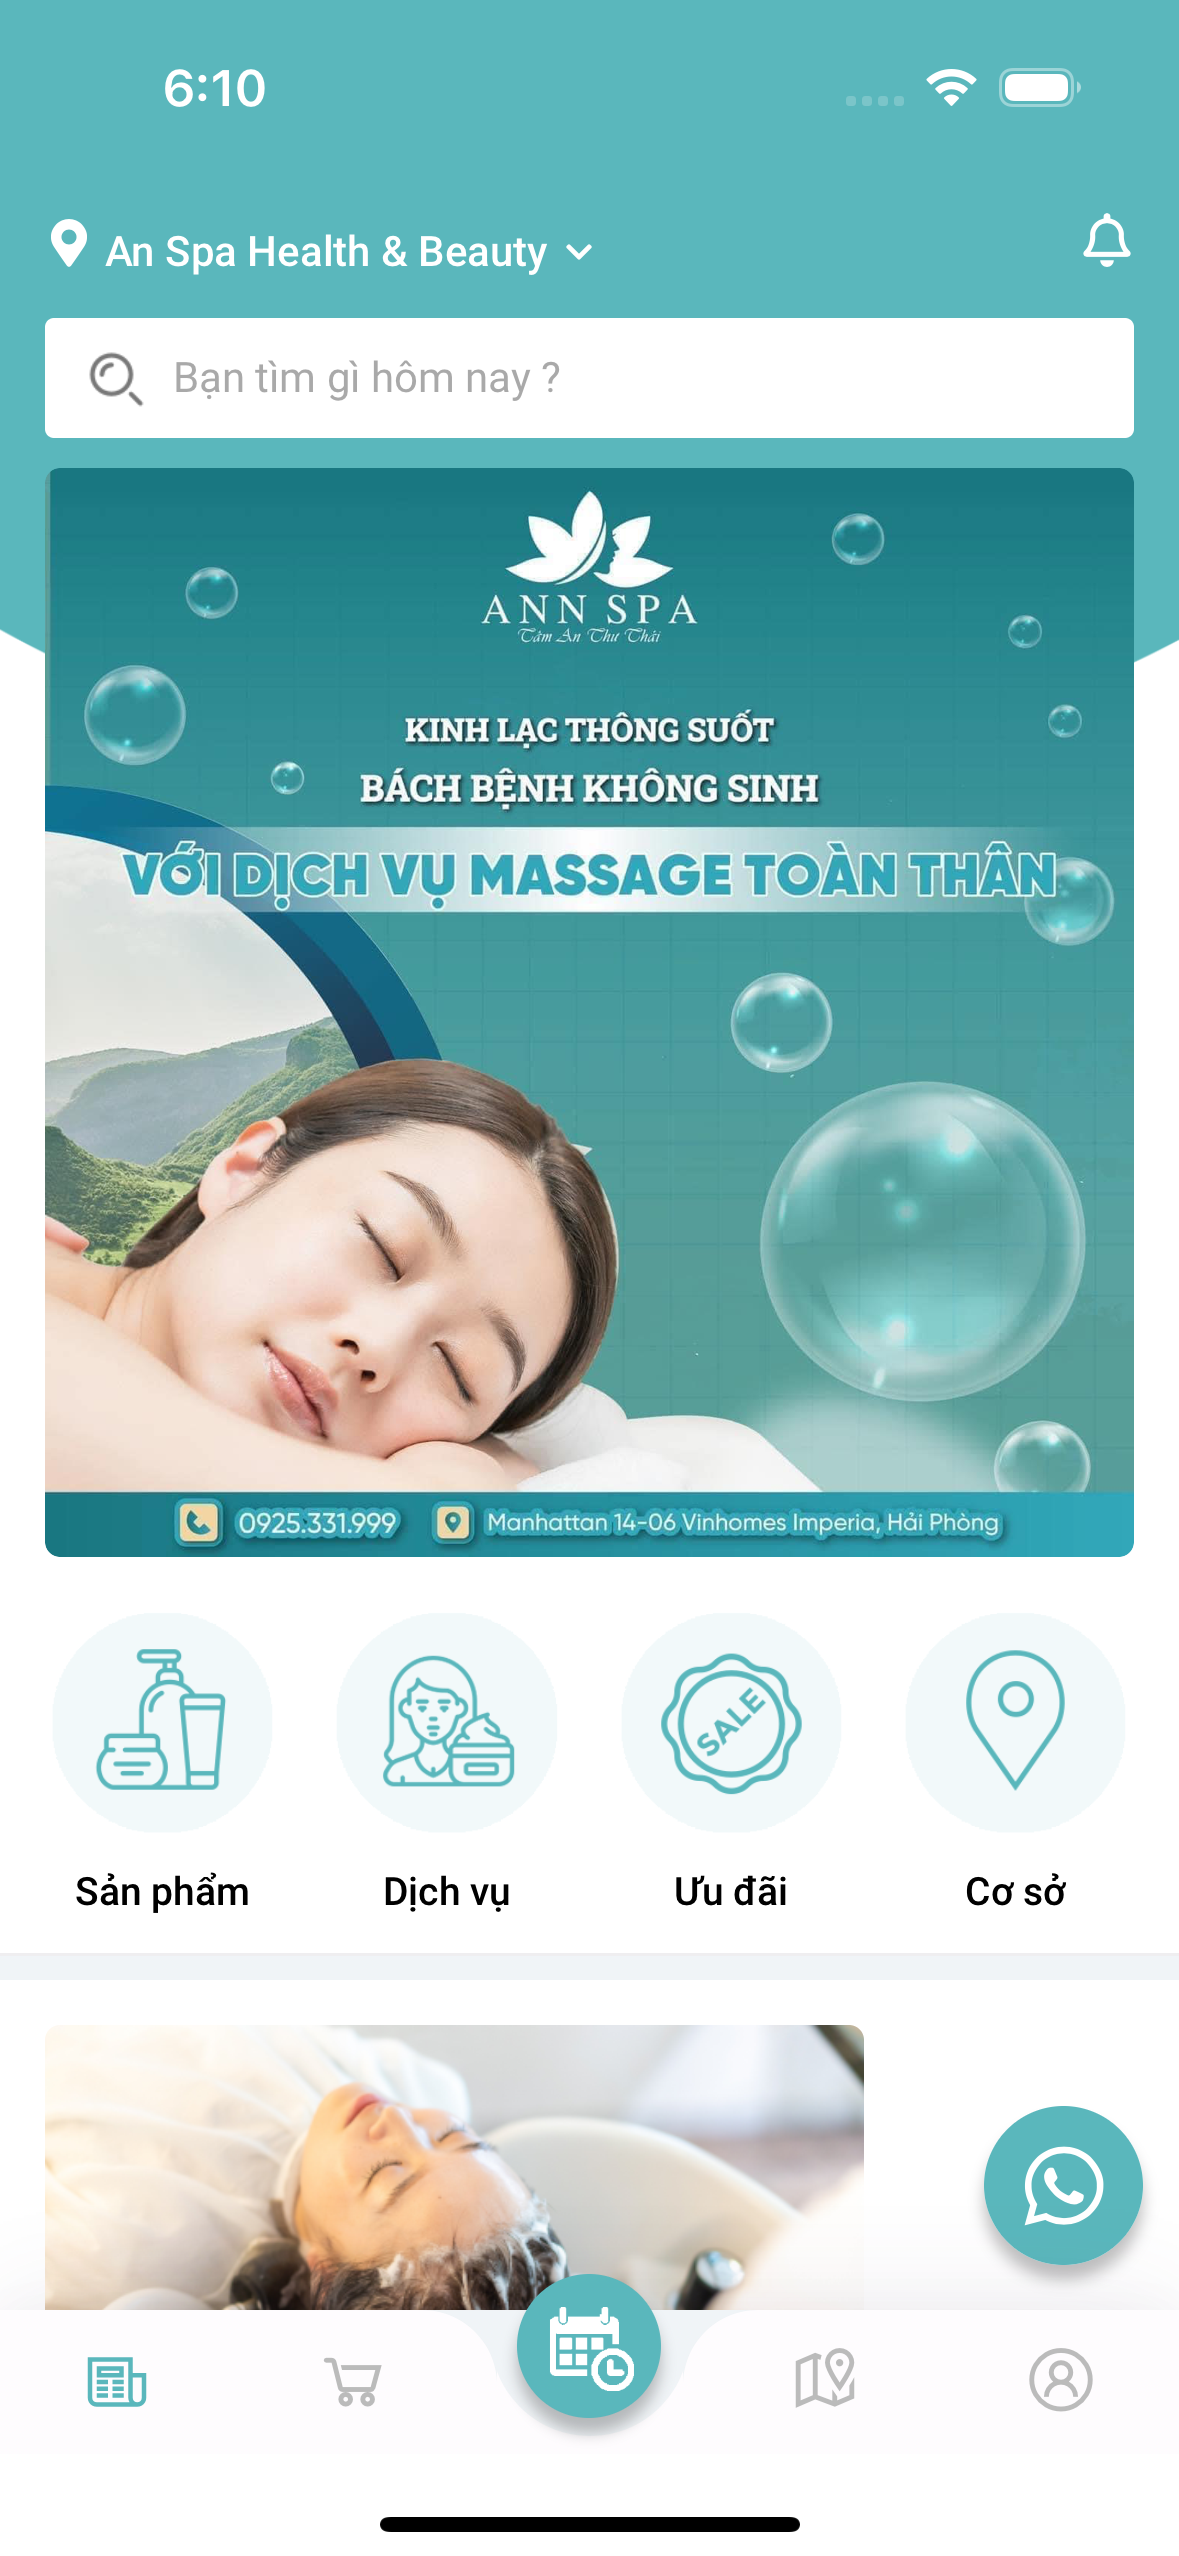 6:10
An Spa Health & Beauty
Bạn tìm gì hôm nay ?
ANN SPA
Tâm An Thư Thái
KINH LẠC THÔNG SUỐT
BÁCH BỆNH KHÔNG SINH
VỚI DỊCH VỤ MASSAGE TOÀN THÂN
0925.331.999 Manhattan 14-06 Vinhomes Imperia, Hải Phòng
SALE
Sản phẩm Dịch vụ Ưu đãi Cơ sở